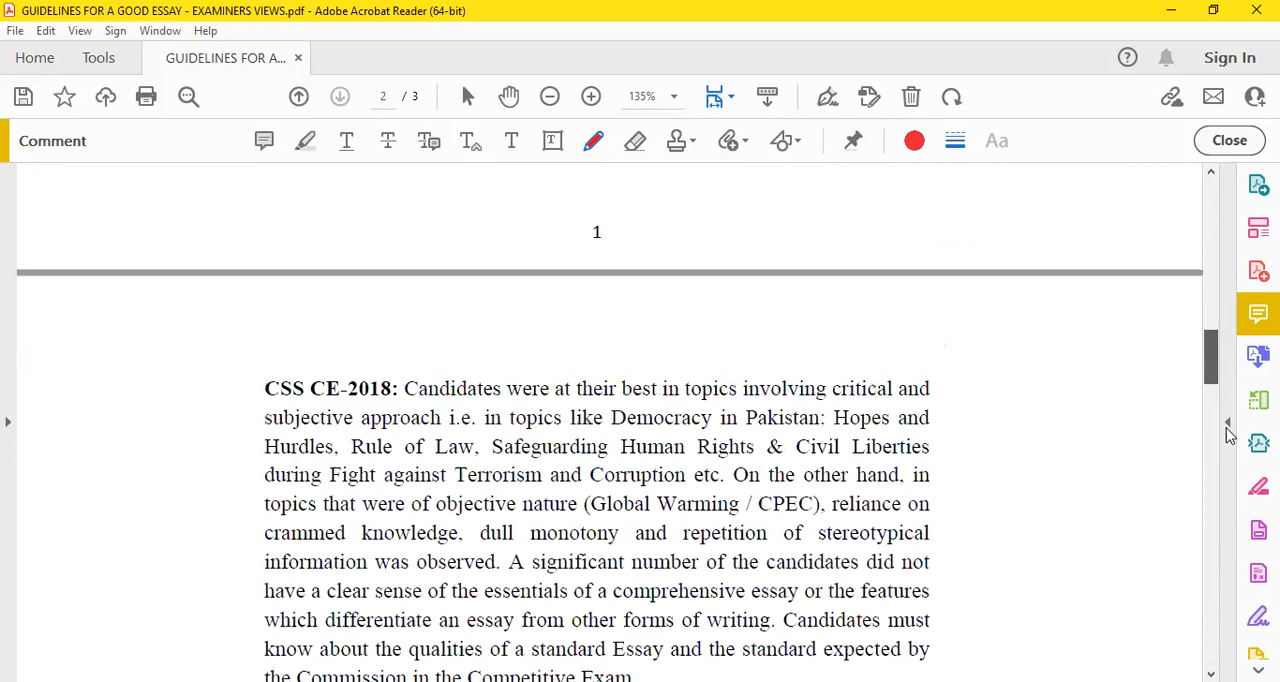 GUIDELINES FOR A GOOD ESSAY - EXAMINERS VIEWS.pdf - Adobe Acrobat Reader (64-bit)
File Edit View Sign Window Help
Home Tools GUIDELINES FOR A... × Sign In
2 / 3 135%
Comment Aa Close
1
CSS CE-2018: Candidates were at their best in topics involving critical and
subjective approach i.e. in topics like Democracy in Pakistan: Hopes and
Hurdles, Rule of Law, Safeguarding Human Rights & Civil Liberties
during Fight against Terrorism and Corruption etc. On the other hand, in
topics that were of objective nature (Global Warming / CPEC), reliance on
crammed knowledge, dull monotony and repetition of stereotypical
information was observed. A significant number of the candidates did not
have a clear sense of the essentials of a comprehensive essay or the features
which differentiate an essay from other forms of writing. Candidates must
know about the qualities of a standard Essay and the standard expected by
the Commission in the Competitive Exam.